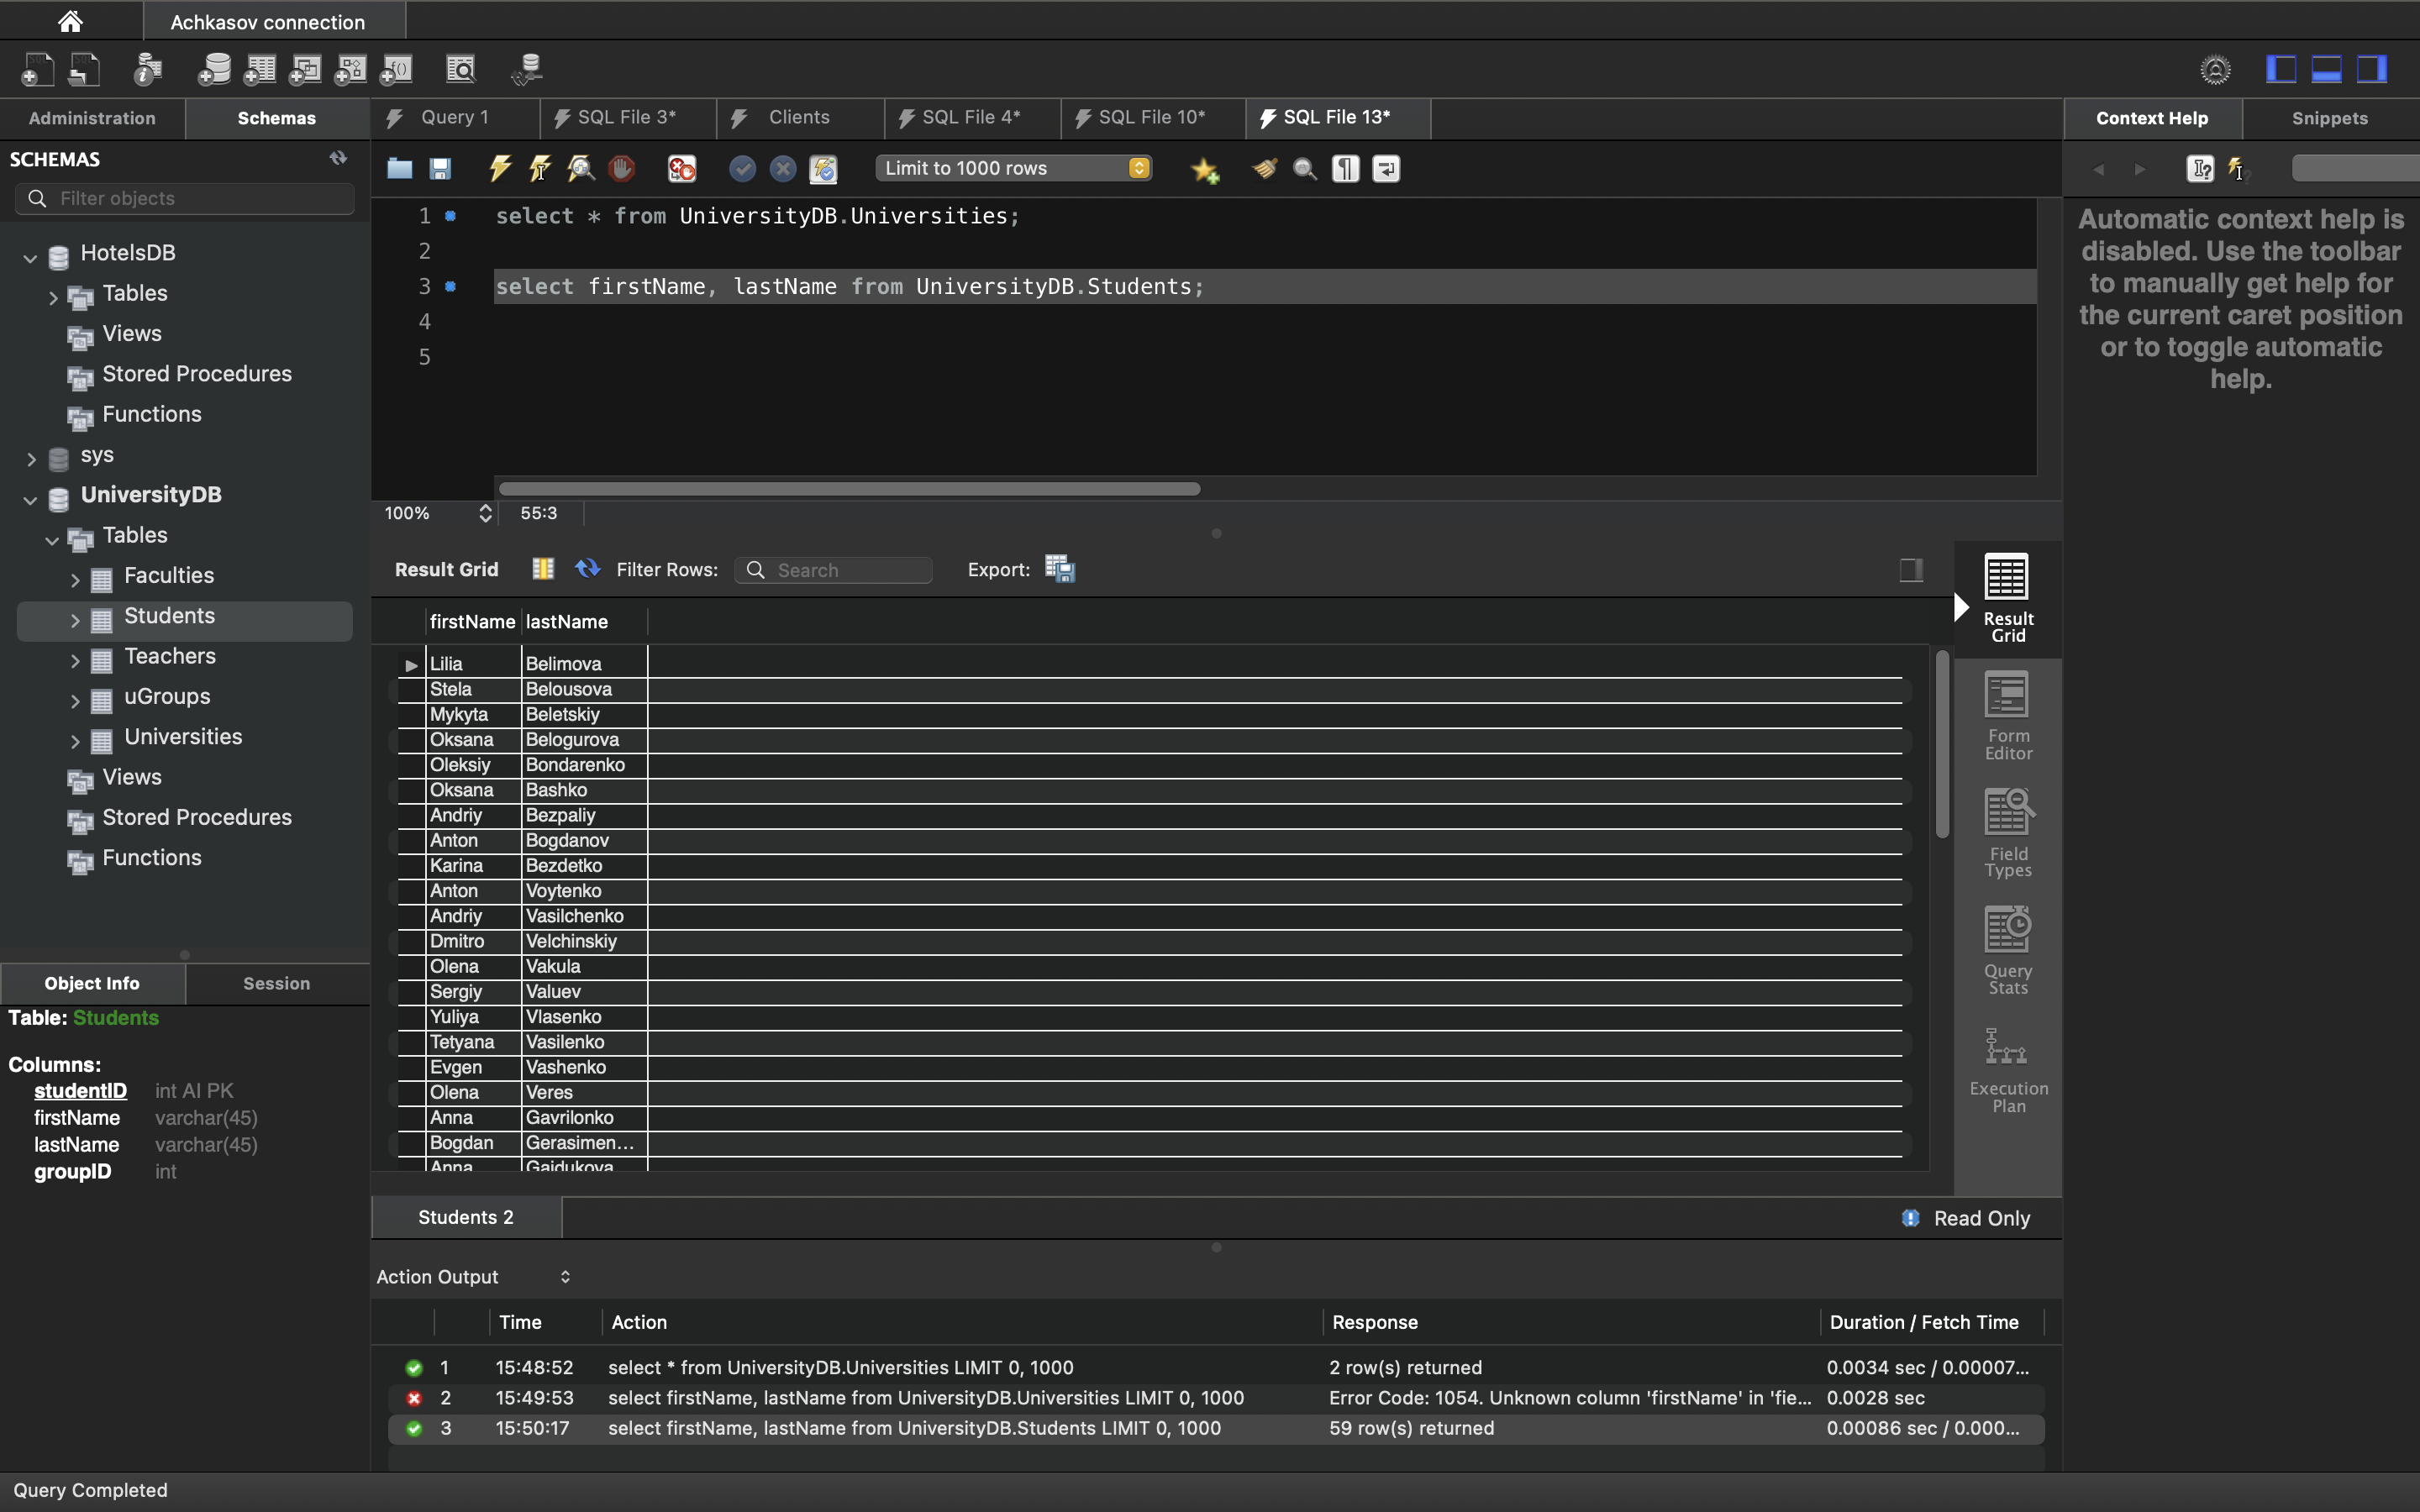 Achkasov connection
Administration Schemas
SCHEMAS
Filter objects
HotelsDB
Tables
Views
Stored Procedures
Functions
sys
UniversityDB
Tables
Faculties
Students
Teachers
uGroups
Universities
Views
Stored Procedures
Functions
Object Info Session
Table: Students
Columns:
studentID int AI PK
firstName varchar(45)
lastName varchar(45)
groupID int
Query 1 SQL File 3* Clients SQL File 4* SQL File 10* SQL File 13*
Limit to 1000 rows
1 select * from UniversityDB.Universities;
2
3 select firstName, lastName from UniversityDB.Students;
4
5
100% 55:3
Result Grid Filter Rows: Search Export:
firstName lastName
Lilia Belimova
Stela Belousova
Mykyta Beletskiy
Oksana Belogurova
Oleksiy Bondarenko
Oksana Bashko
Andriy Bezpaliy
Anton Bogdanov
Karina Bezdetko
Anton Voytenko
Andriy Vasilchenko
Dmitro Velchinskiy
Olena Vakula
Sergiy Valuev
Yuliya Vlasenko
Tetyana Vasilenko
Evgen Vashenko
Olena Veres
Anna Gavrilonko
Bogdan Gerasimen...
Anna Gaidukova
Result
Grid
Form
Editor
Field
Types
Query
Stats
Execution
Plan
Students 2 Read Only
Action Output
Time Action Response Duration / Fetch Time
1 15:48:52 select * from UniversityDB.Universities LIMIT 0, 1000 2 row(s) returned 0.0034 sec / 0.00007...
2 15:49:53 select firstName, lastName from UniversityDB.Universities LIMIT 0, 1000 Error Code: 1054. Unknown column 'firstName' in 'fie... 0.0028 sec
3 15:50:17 select firstName, lastName from UniversityDB.Students LIMIT 0, 1000 59 row(s) returned 0.00086 sec / 0.000...
Context Help Snippets
Automatic context help is
disabled. Use the toolbar
to manually get help for
the current caret position
or to toggle automatic
help.
Query Completed